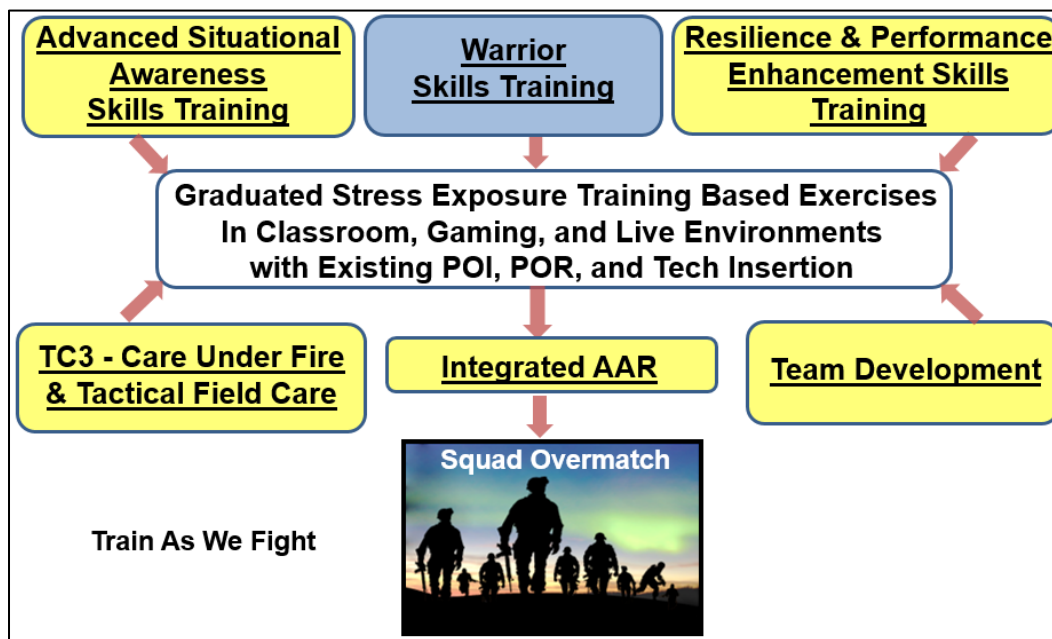 Advanced Situational
Awareness
Skills Training
Warrior
Skills Training
Resilience & Performance
Enhancement Skills
Training
Graduated Stress Exposure Training Based Exercises
In Classroom, Gaming, and Live Environments
with Existing POI, POR, and Tech Insertion
TC3 - Care Under Fire
& Tactical Field Care
Integrated AAR
Team Development
Squad Overmatch
Train As We Fight